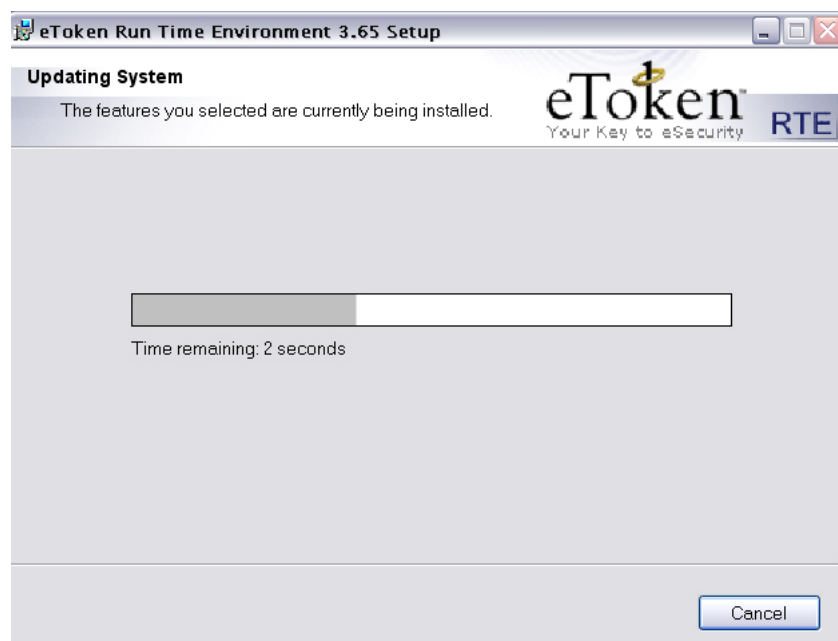 eToken Run Time Environment 3.65 Setup
Updating System
The features you selected are currently being installed.
eToken™
Your Key to eSecurity
RTE
Time remaining: 2 seconds
Cancel